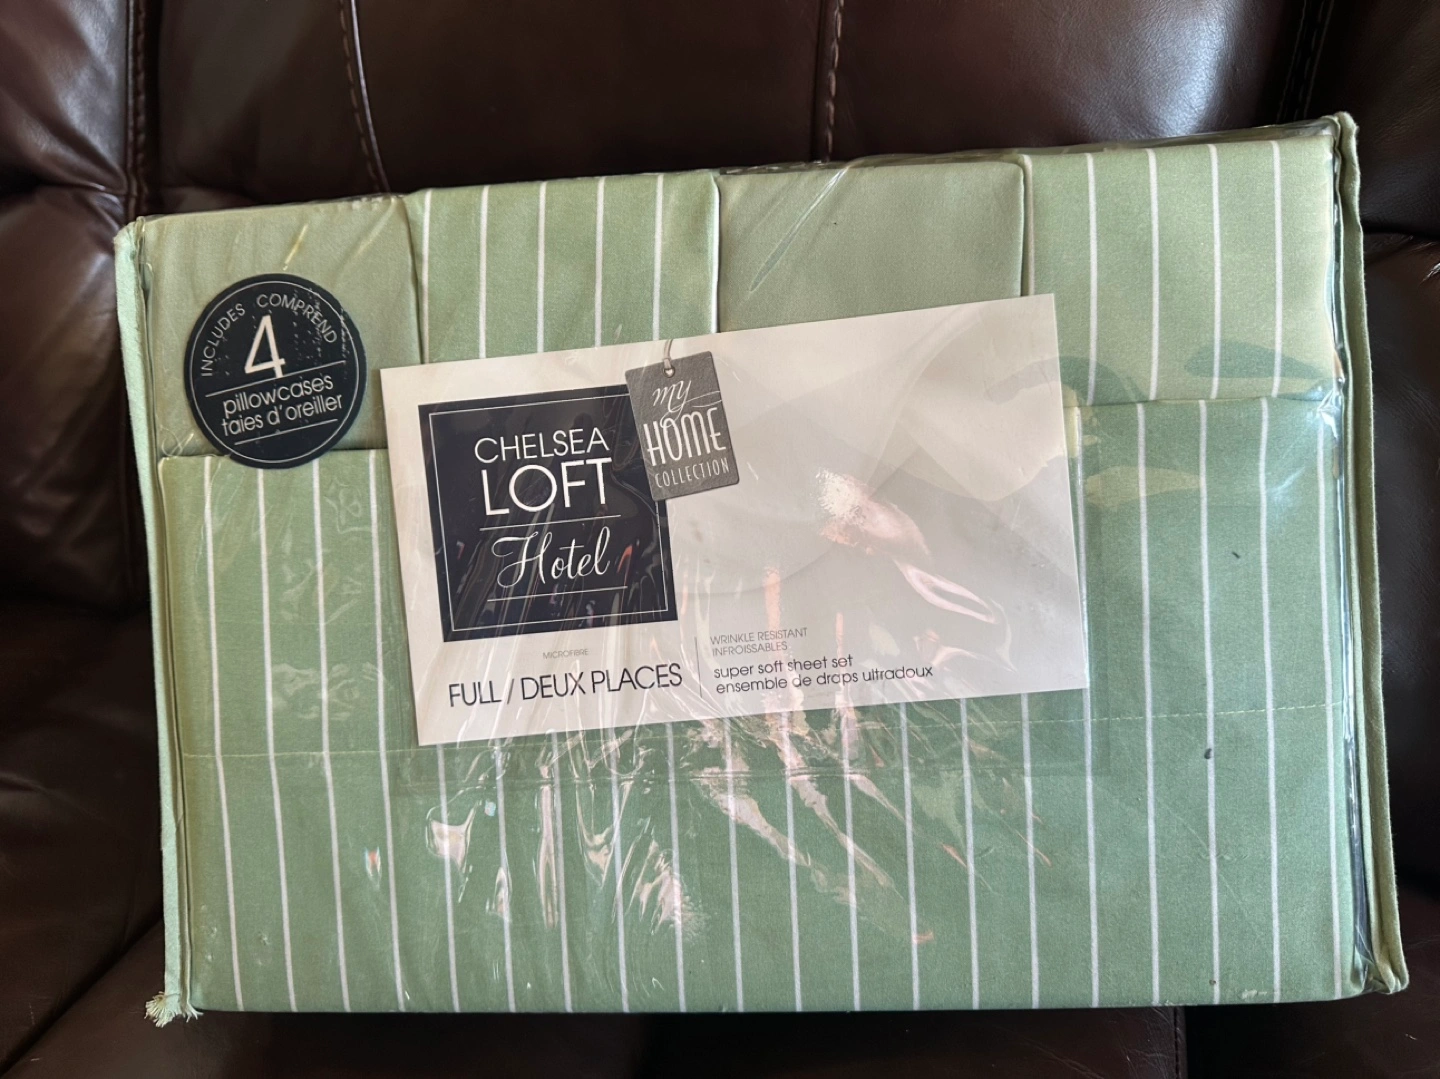 INCLUDES COMPREND
4
pillowcases
taies d'oreiller
CHELSEA
LOFT
Hotel
my
HOME
COLLECTION
MICROFIBRE
FULL / DEUX PLACES
WRINKLE RESISTANT
INFROISSABLES
super soft sheet set
ensemble de draps ultradoux